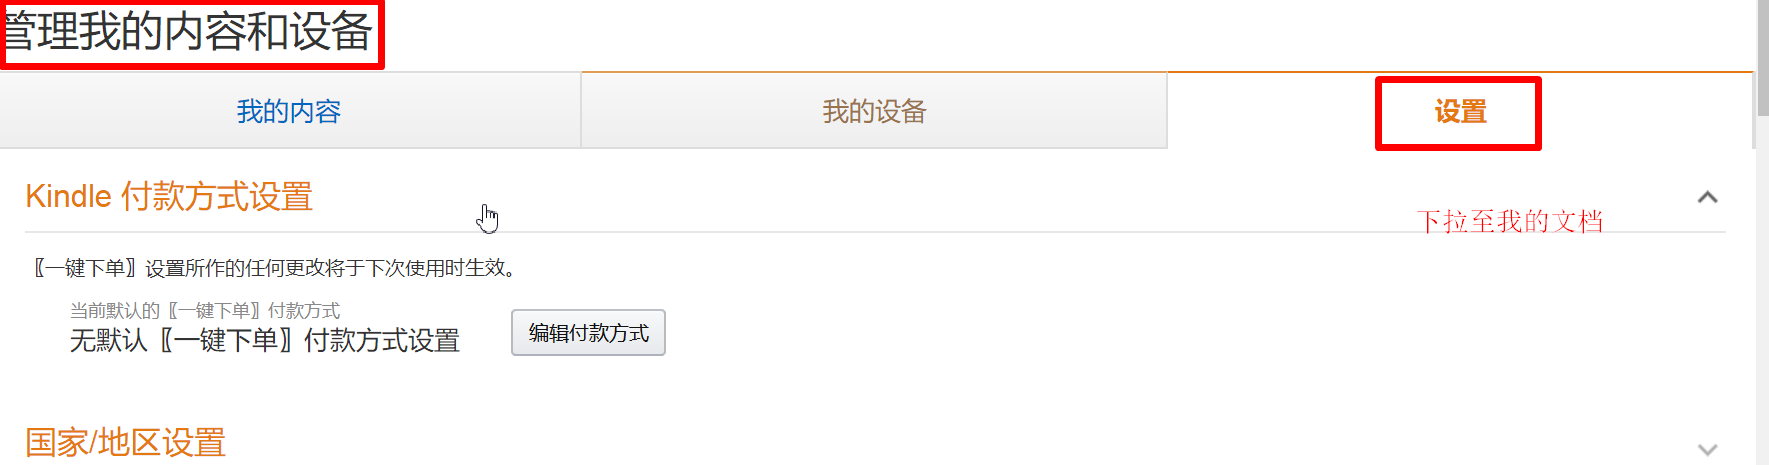 管理我的内容和设备
我的内容
我的设备
设置
Kindle 付款方式设置
下拉至我的文档
〖一键下单〗设置所作的任何更改将于下次使用时生效。
当前默认的〖一键下单〗付款方式
无默认〖一键下单〗付款方式设置
编辑付款方式
国家/地区设置